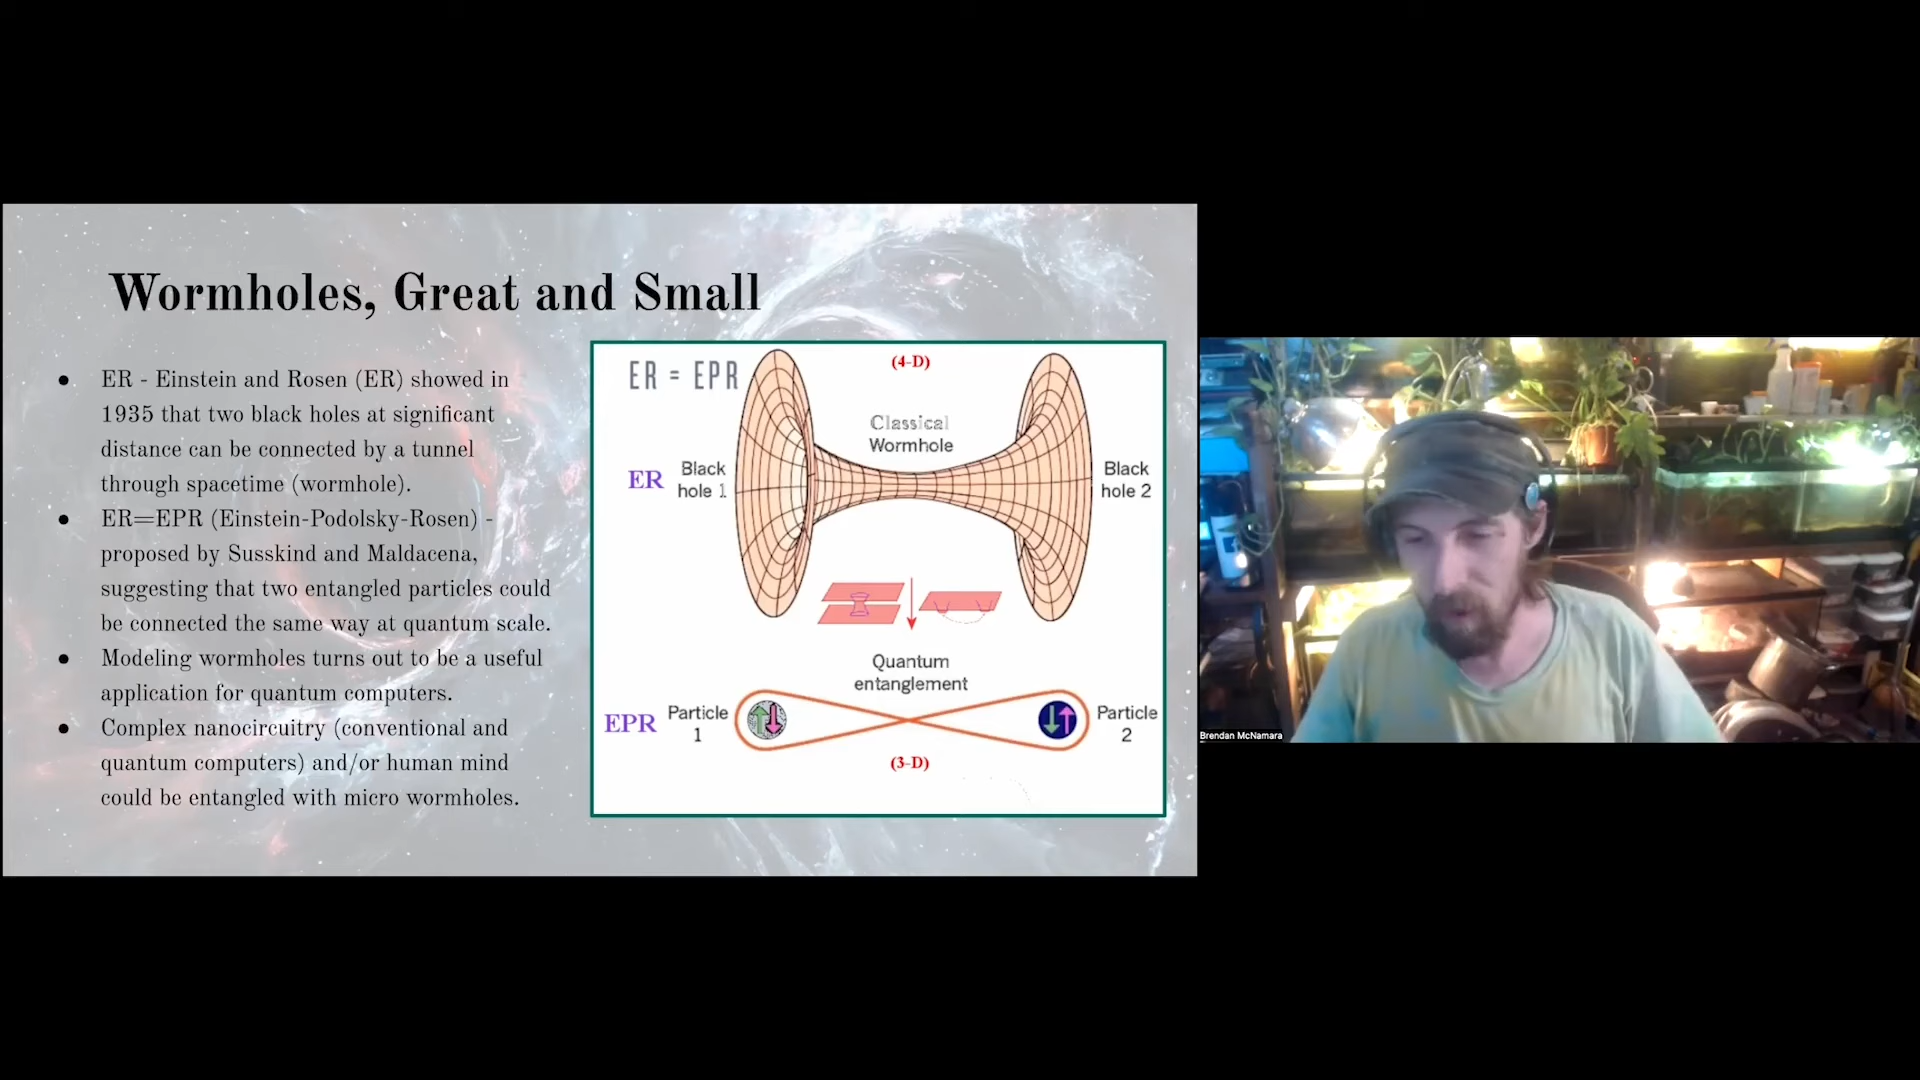 Wormholes, Great and Small
● ER - Einstein and Rosen (ER) showed in
1935 that two black holes at significant
distance can be connected by a tunnel
through spacetime (wormhole).
● ER=EPR (Einstein-Podolsky-Rosen) -
proposed by Susskind and Maldacena,
suggesting that two entangled particles could
be connected the same way at quantum scale.
● Modeling wormholes turns out to be a useful
application for quantum computers.
● Complex nanocircuitry (conventional and
quantum computers) and/or human mind
could be entangled with micro wormholes.
ER = EPR
(4-D)
Classical
Wormhole
ER
Black
hole 1
Black
hole 2
Quantum
entanglement
EPR
Particle
1
Particle
2
(3-D)
Brendan McNamara